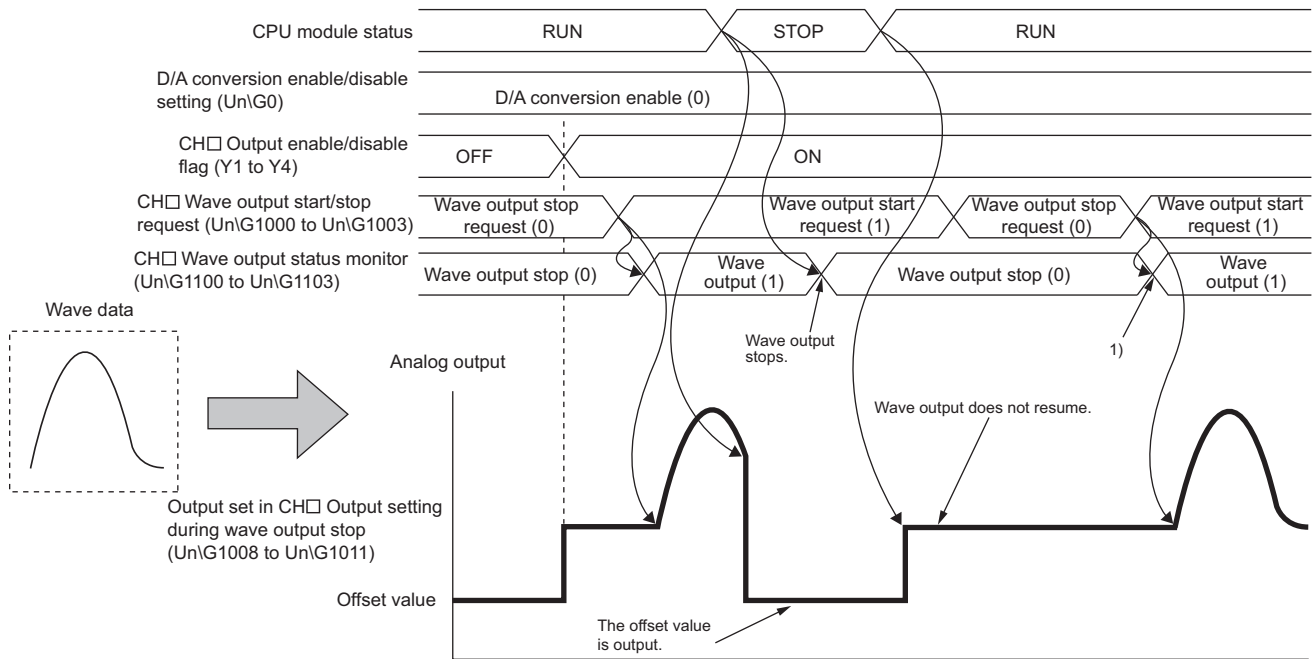 CPU module status
RUN
STOP
RUN
D/A conversion enable/disable
setting (Un\G0)
D/A conversion enable (0)
CH□ Output enable/disable
flag (Y1 to Y4)
OFF
ON
CH□ Wave output start/stop
request (Un\G1000 to Un\G1003)
Wave output stop
request (0)
Wave output start
request (1)
Wave output stop
request (0)
Wave output start
request (1)
CH□ Wave output status monitor
(Un\G1100 to Un\G1103)
Wave output stop (0)
Wave
output (1)
Wave output stop (0)
Wave
output (1)
Wave data
Wave output
stops.
1)
Analog output
Wave output does not resume.
Output set in CH□ Output setting
during wave output stop
(Un\G1008 to Un\G1011)
Offset value
The offset value
is output.